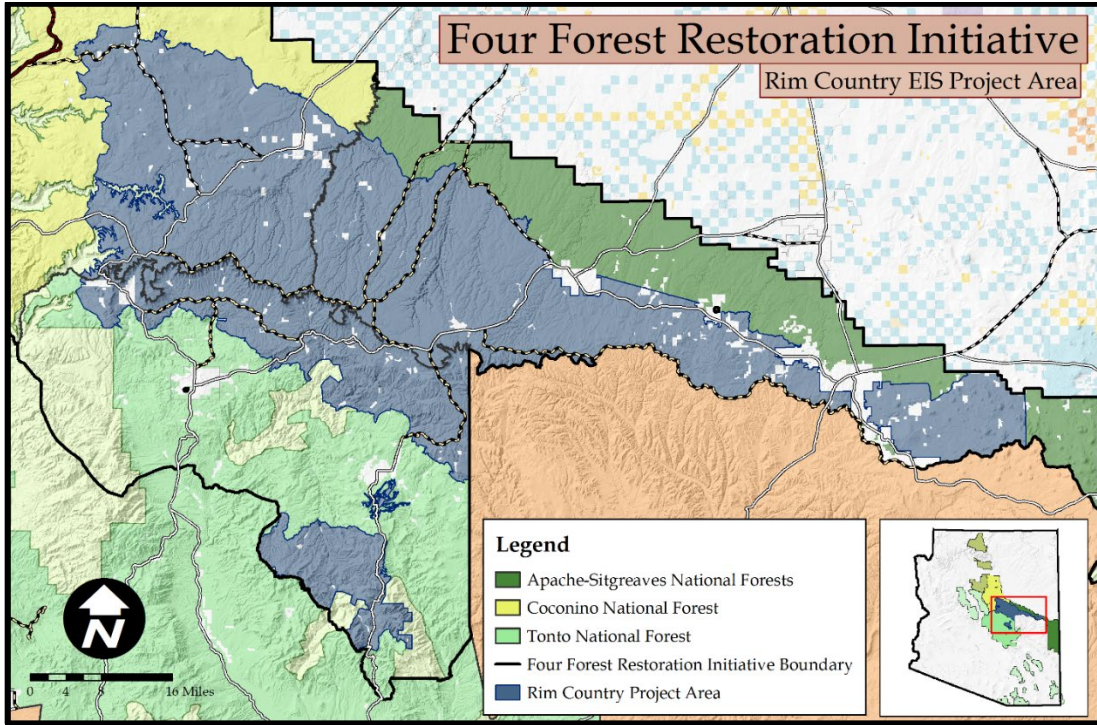 Four Forest Restoration Initiative
Rim Country EIS Project Area
Legend
Apache-Sitgreaves National Forests
Coconino National Forest
Tonto National Forest
Four Forest Restoration Initiative Boundary
Rim Country Project Area
N
0 4 8 16 Miles